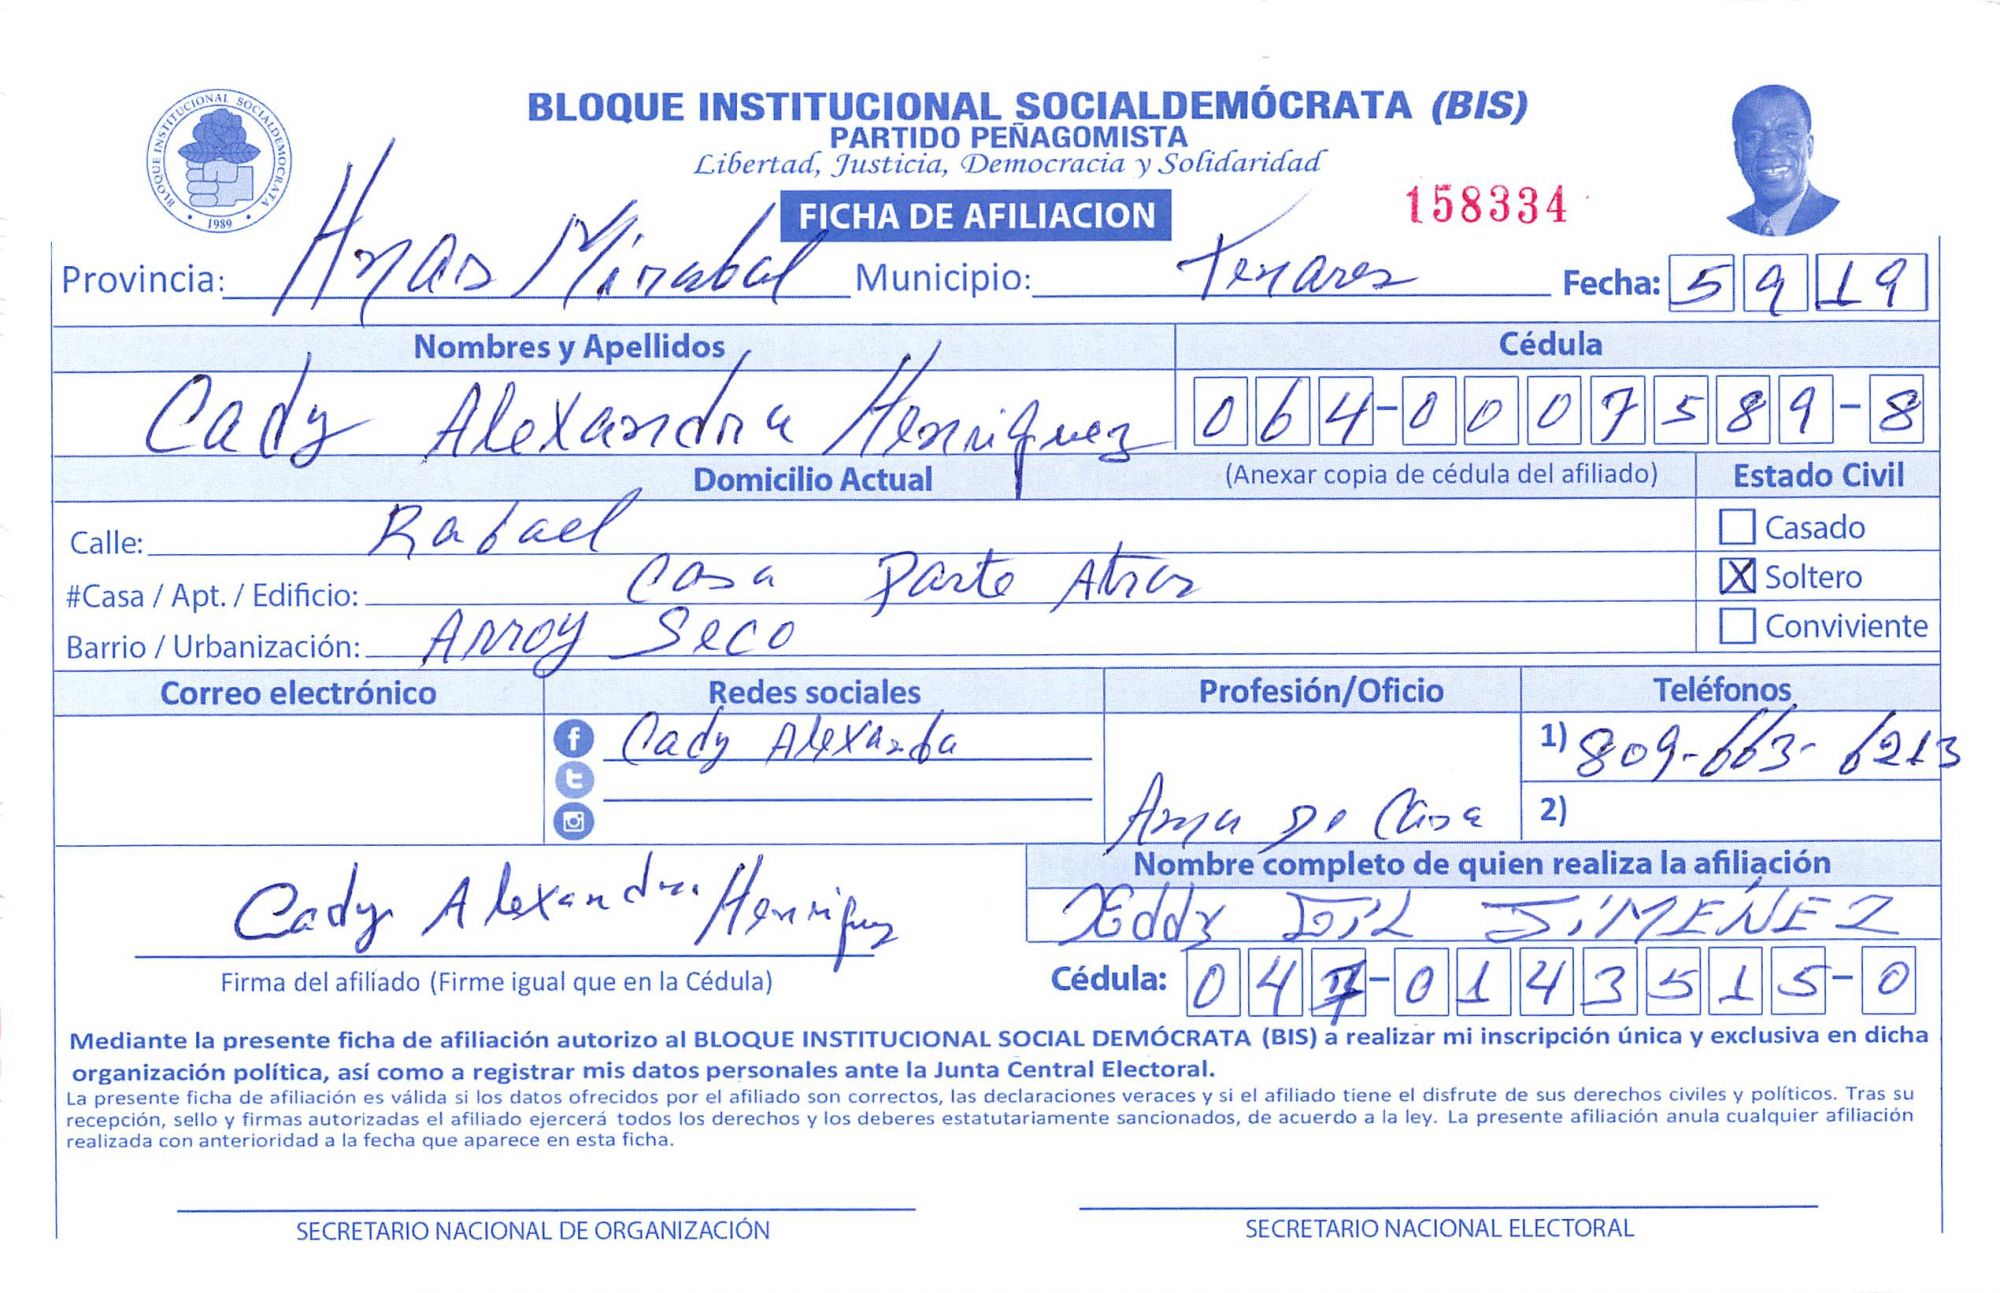 BLOQUE INSTITUCIONAL SOCIALDEMOCRATA
1989
BLOQUE INSTITUCIONAL SOCIALDEMÓCRATA (BIS)
PARTIDO PEÑAGOMISTA
Libertad, Justicia, Democracia y Solidaridad
FICHA DE AFILIACION
158334
Provincia: Hnas Mirabal Municipio: Tenares Fecha: 5 9 19
Nombres y Apellidos Cédula
Cady Alexandra Henriquez 064-0007589-8
Domicilio Actual (Anexar copia de cédula del afiliado) Estado Civil
Calle: Rafael Casado
#Casa / Apt. / Edificio: Casa Parte Atras X Soltero
Barrio / Urbanización: Arroy Seco Conviviente
Correo electrónico Redes sociales Profesión/Oficio Teléfonos
Cady Alexanda 1) 809-663-6213
Ama De Casa 2)
Nombre completo de quien realiza la afiliación
Cady Alexandra Henriquez
Eddy GIL JiMENEZ
Firma del afiliado (Firme igual que en la Cédula) Cédula: 047-0143515-0
Mediante la presente ficha de afiliación autorizo al BLOQUE INSTITUCIONAL SOCIAL DEMÓCRATA (BIS) a realizar mi inscripción única y exclusiva en dicha
organización política, así como a registrar mis datos personales ante la Junta Central Electoral.
La presente ficha de afiliación es válida si los datos ofrecidos por el afiliado son correctos, las declaraciones veraces y si el afiliado tiene el disfrute de sus derechos civiles y políticos. Tras su
recepción, sello y firmas autorizadas el afiliado ejercerá todos los derechos y los deberes estatutariamente sancionados, de acuerdo a la ley. La presente afiliación anula cualquier afiliación
realizada con anterioridad a la fecha que aparece en esta ficha.
SECRETARIO NACIONAL DE ORGANIZACIÓN SECRETARIO NACIONAL ELECTORAL